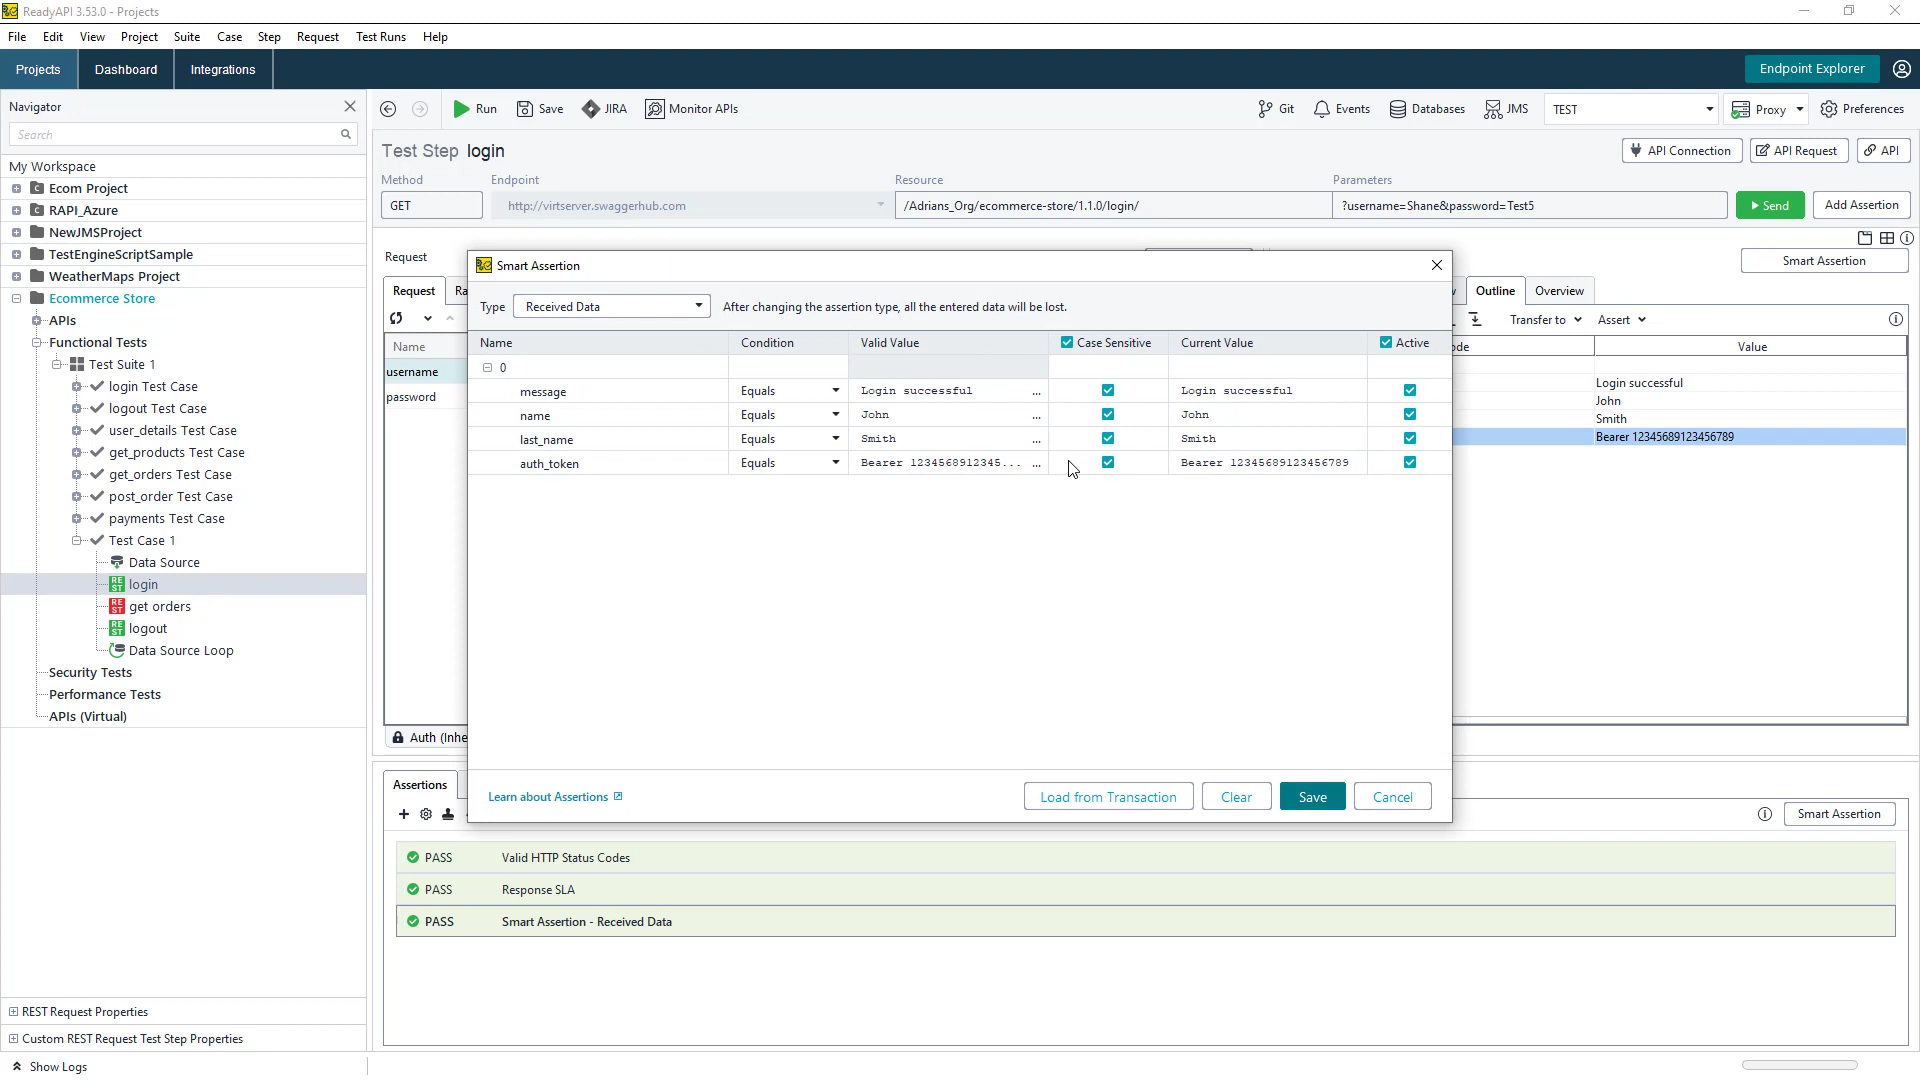 ReadyAPI 3.53.0 - Projects
File Edit View Project Suite Case Step Request Test Runs Help
Projects Dashboard Integrations Endpoint Explorer
Navigator
Search
My Workspace
Ecom Project
RAPI_Azure
NewJMSProject
TestEngineScriptSample
WeatherMaps Project
Ecommerce Store
APIs
Functional Tests
Test Suite 1
login Test Case
logout Test Case
user_details Test Case
get_products Test Case
get_orders Test Case
post_order Test Case
payments Test Case
Test Case 1
Data Source
REST login
REST get orders
REST logout
Data Source Loop
Security Tests
Performance Tests
APIs (Virtual)
REST Request Properties
Custom REST Request Test Step Properties
Show Logs
Run Save JIRA Monitor APIs Git Events Databases JMS TEST Proxy Preferences
Test Step login API Connection API Request API
Method Endpoint Resource Parameters
GET http://virtserver.swaggerhub.com /Adrians_Org/ecommerce-store/1.1.0/login/ ?username=Shane&password=Test5 Send Add Assertion
Request Smart Assertion
Request Ra Outline Overview
Transfer to Assert
Name Value
username
password
Login successful
John
Smith
Bearer 12345689123456789
Auth (Inhe
Smart Assertion
Type Received Data After changing the assertion type, all the entered data will be lost.
Name Condition Valid Value Case Sensitive Current Value Active
0
message Equals Login successful ... Login successful
name Equals John ... John
last_name Equals Smith ... Smith
auth_token Equals Bearer 1234568912345... ... Bearer 12345689123456789
Learn about Assertions Load from Transaction Clear Save Cancel
Assertions
Smart Assertion
PASS Valid HTTP Status Codes
PASS Response SLA
PASS Smart Assertion - Received Data